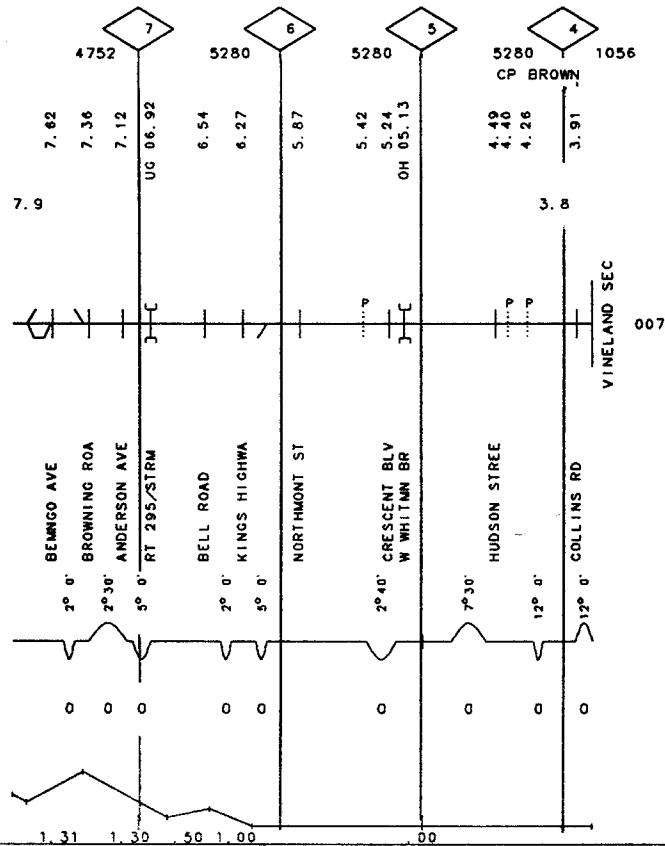 7 6 5 4
4752 5280 5280 5280 1056
CP BROWN
7.62
7.36
7.12
UG 06.92
6.54
6.27
5.87
5.42
5.24
OH 05.13
4.49
4.40
4.26
3.91
7.9 3.8
P P P
VINELAND SEC
007
BEMNGO AVE
BROWNING ROA
ANDERSON AVE
RT 295/STRM
BELL ROAD
KINGS HIGHWA
NORTHMONT ST
CRESCENT BLV
W WHITMN BR
HUDSON STREE
COLLINS RD
2° 0' 2° 30' 5° 0' 2° 0' 5° 0' 2° 40' 7° 30' 12° 0' 12° 0'
0 0 0 0 0 0 0 0 0
1.31 1.30 .50 1.00 .00